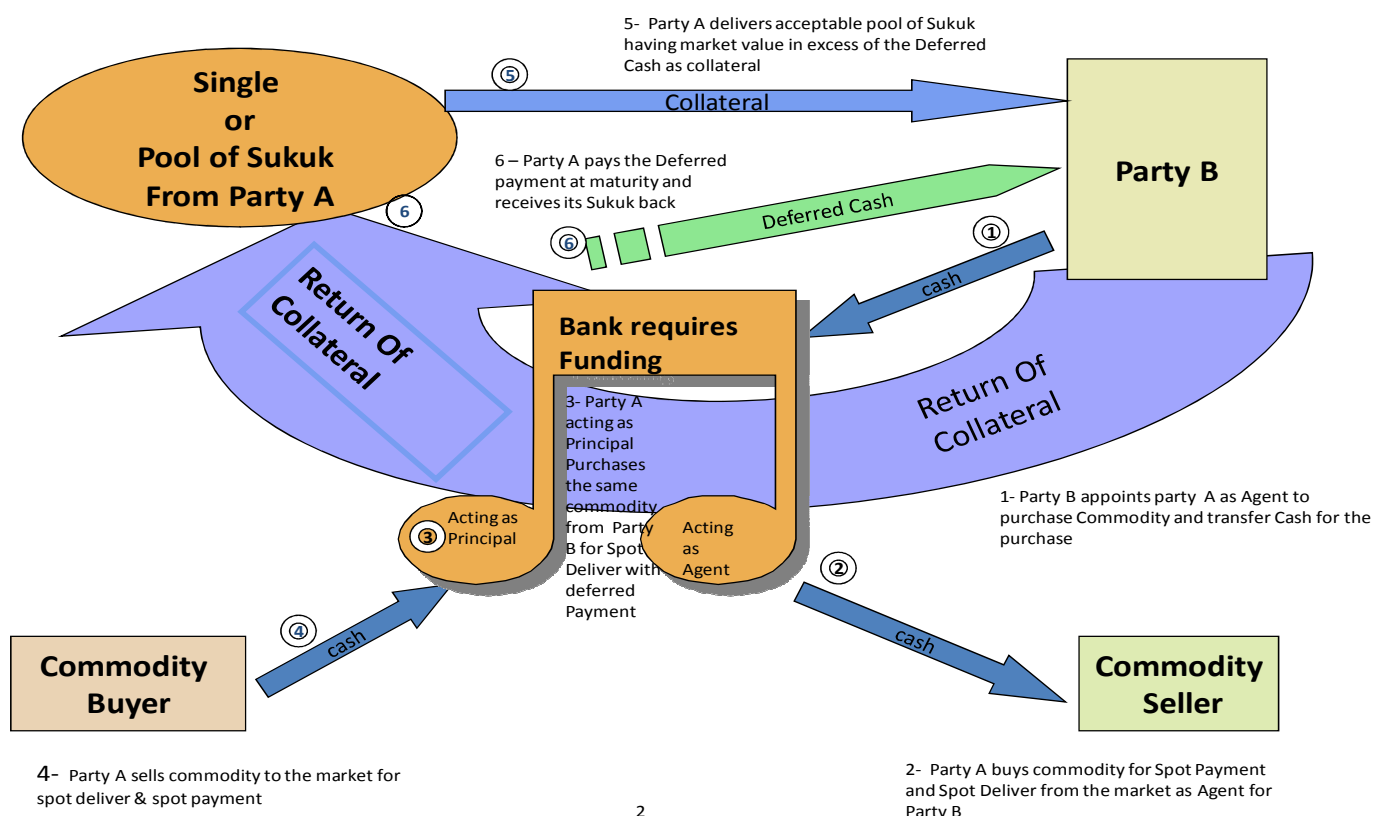 5- Party A delivers acceptable pool of Sukuk
having market value in excess of the Deferred
Cash as collateral
Single
or
Pool of Sukuk
From Party A
⑤
Collateral
Party B
6 – Party A pays the Deferred
payment at maturity and
receives its Sukuk back
⑥
⑥
Deferred Cash
①
cash
Return Of
Collateral
Bank requires
Funding
Return Of
Collateral
3- Party A
acting as
Principal
Purchases
the same
commodity
from Party
B for Spot
Deliver with
deferred
Payment
③
Acting as
Principal
Acting
as
Agent
1- Party B appoints party A as Agent to
purchase Commodity and transfer Cash for the
purchase
②
cash
④
cash
Commodity
Buyer
Commodity
Seller
4- Party A sells commodity to the market for
spot deliver & spot payment
2- Party A buys commodity for Spot Payment
and Spot Deliver from the market as Agent for
Party B
2